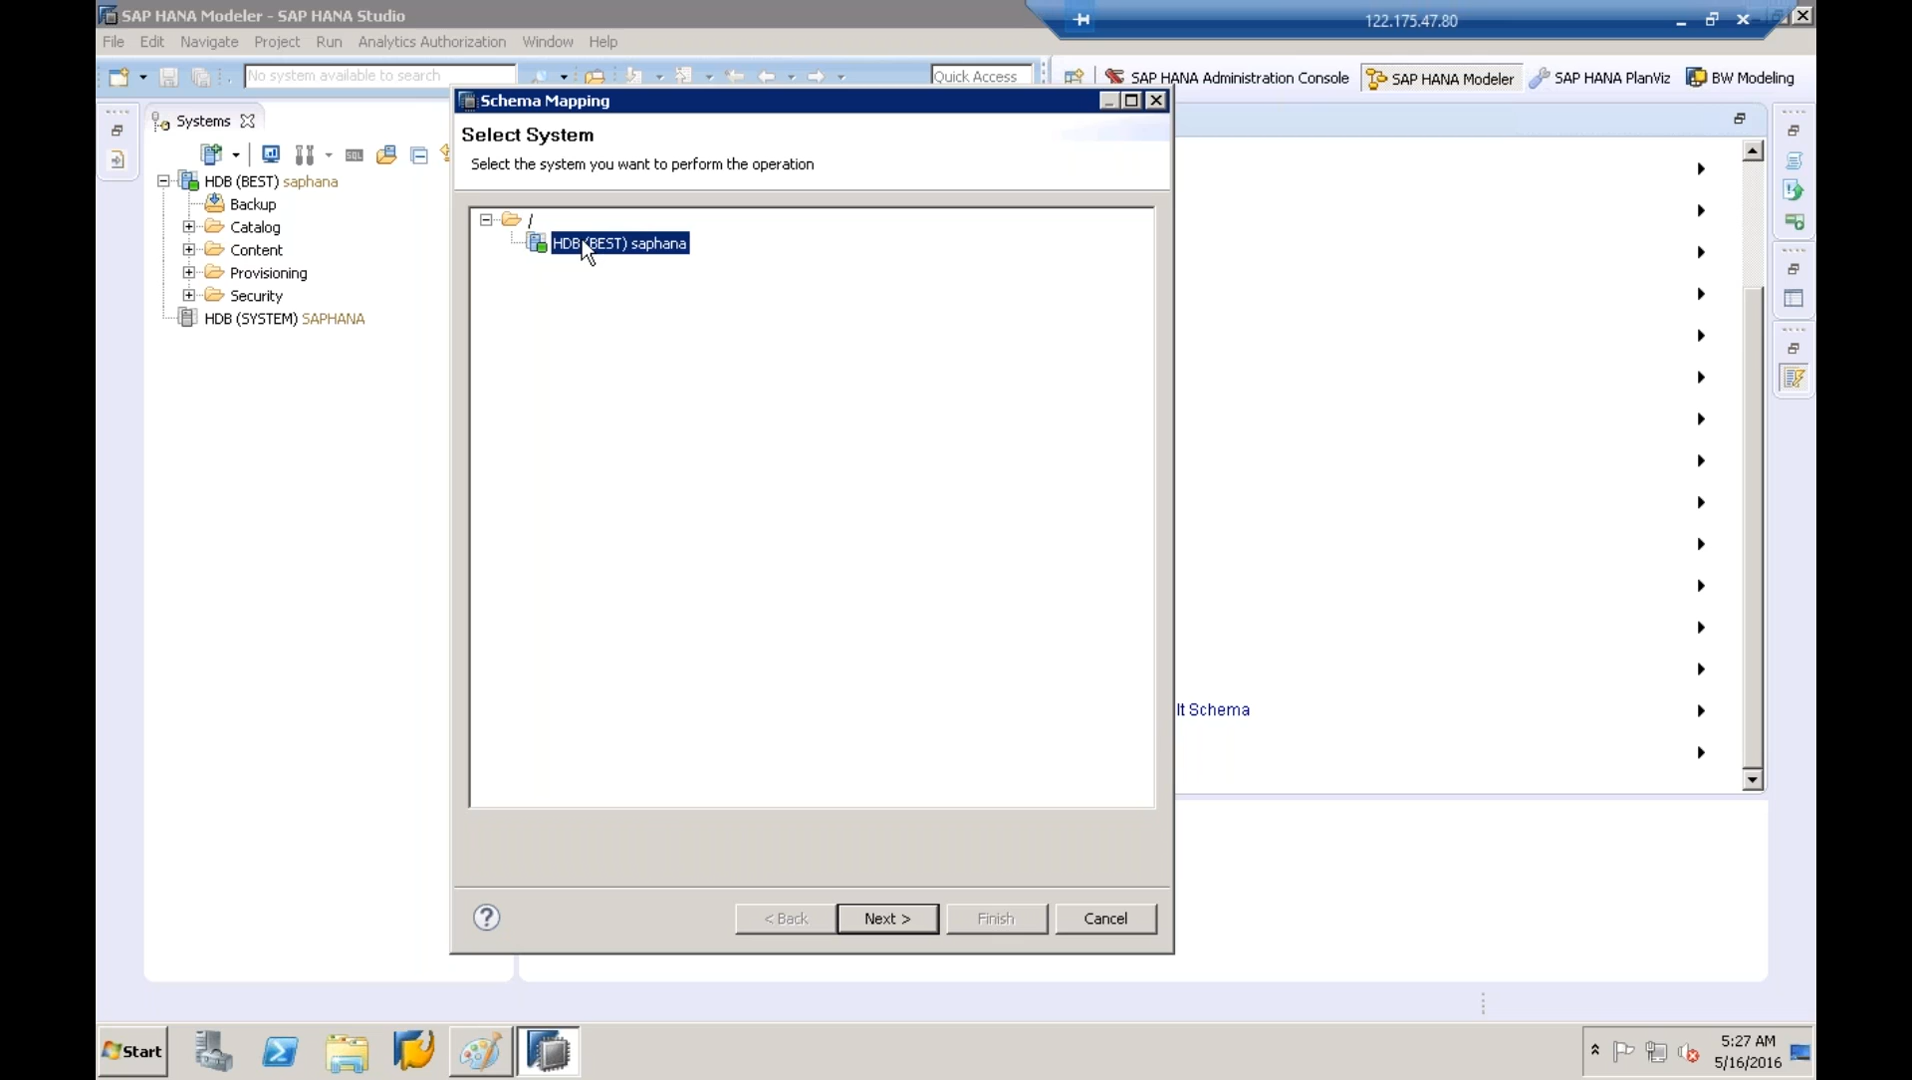 SAP HANA Modeler - SAP HANA Studio
122.175.47.80
File Edit Navigate Project Run Analytics Authorization Window Help
No system available to search
Quick Access
SAP HANA Administration Console
SAP HANA Modeler
SAP HANA PlanViz
BW Modeling
Systems
HDB (BEST) saphana
Backup
Catalog
Content
Provisioning
Security
HDB (SYSTEM) SAPHANA
Schema Mapping
Select System
Select the system you want to perform the operation
/
HDB (BEST) saphana
lt Schema
< Back
Next >
Finish
Cancel
Start
5:27 AM
5/16/2016